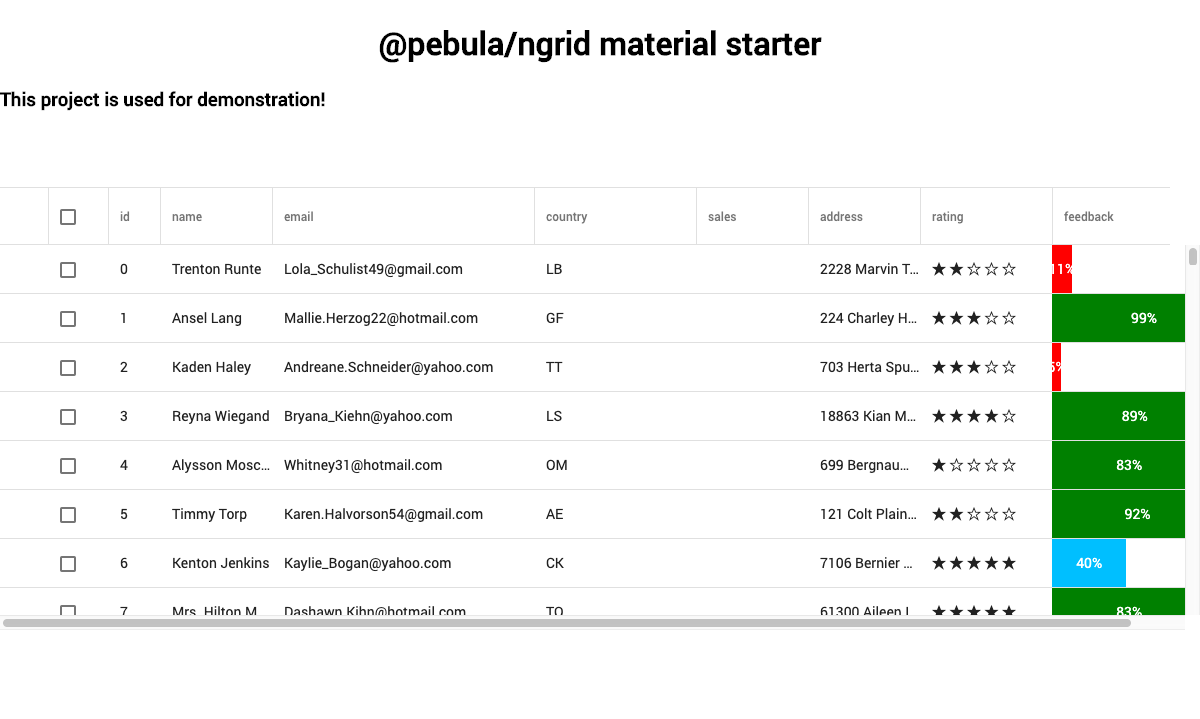 @pebula/ngrid material starter
This project is used for demonstration!
id name email country sales address rating feedback
0 Trenton Runte Lola_Schulist49@gmail.com LB 2228 Marvin T... ★★☆☆☆ 11%
1 Ansel Lang Mallie.Herzog22@hotmail.com GF 224 Charley H... ★★★☆☆ 99%
2 Kaden Haley Andreane.Schneider@yahoo.com TT 703 Herta Spu... ★★★☆☆ 5%
3 Reyna Wiegand Bryana_Kiehn@yahoo.com LS 18863 Kian M... ★★★★☆ 89%
4 Alysson Mosc... Whitney31@hotmail.com OM 699 Bergnau... ★☆☆☆☆ 83%
5 Timmy Torp Karen.Halvorson54@gmail.com AE 121 Colt Plain... ★★☆☆☆ 92%
6 Kenton Jenkins Kaylie_Bogan@yahoo.com CK 7106 Bernier ... ★★★★★ 40%
7 Mrs. Hilton M Dashawn.Kihn@hotmail.com TO 61300 Aileen ★★★★★ 83%